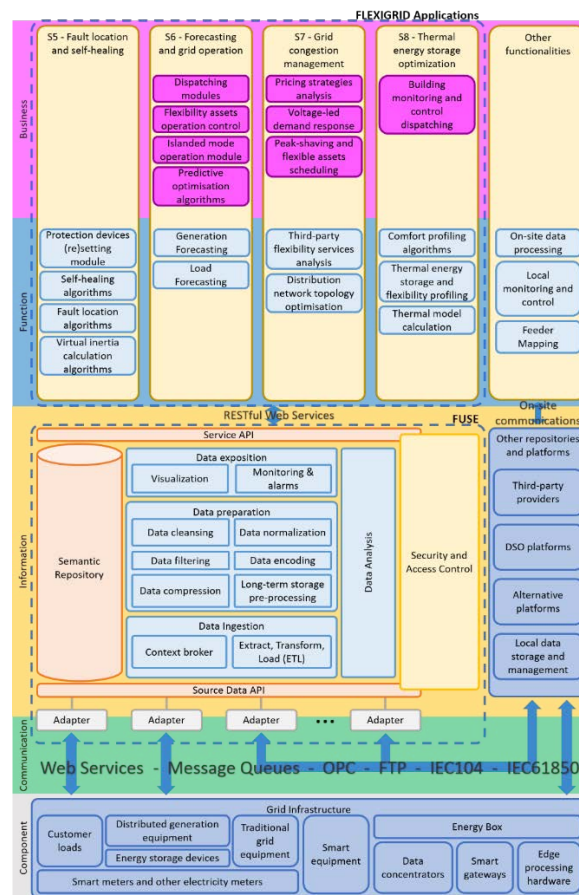 FLEXIGRID Applications
S5 - Fault location
and self-healing
S6 - Forecasting
and grid operation
S7 - Grid
congestion
management
S8 - Thermal
energy storage
optimization
Other
functionalities
Business
Dispatching
modules
Flexibility assets
operation control
Islanded mode
operation module
Predictive
optimisation
algorithms
Pricing strategies
analysis
Voltage-led
demand response
Peak-shaving and
flexible assets
scheduling
Building
monitoring and
control
dispatching
Function
Protection devices
(re)setting
module
Self-healing
algorithms
Fault location
algorithms
Virtual inertia
calculation
algorithms
Generation
Forecasting
Load
Forecasting
Third-party
flexibility services
analysis
Distribution
network topology
optimisation
Comfort profiling
algorithms
Thermal energy
storage and
flexibility profiling
Thermal model
calculation
On-site data
processing
Local
monitoring and
control
Feeder
Mapping
RESTful Web Services
FUSE
On-site
communications
Information
Service API
Semantic
Repository
Data exposition
Visualization
Monitoring &
alarms
Data preparation
Data cleansing
Data normalization
Data filtering
Data encoding
Data compression
Long-term storage
pre-processing
Data Ingestion
Context broker
Extract, Transform,
Load (ETL)
Data Analysis
Security and
Access Control
Source Data API
Other repositories
and platforms
Third-party
providers
DSO platforms
Alternative
platforms
Local data
storage and
management
Adapter
Adapter
Adapter
•••
Adapter
Communication
Web Services - Message Queues - OPC - FTP - IEC104 - IEC61850
Component
Grid Infrastructure
Customer
loads
Distributed generation
equipment
Energy storage devices
Traditional
grid
equipment
Smart meters and other electricity meters
Smart
equipment
Energy Box
Data
concentrators
Smart
gateways
Edge
processing
hardware